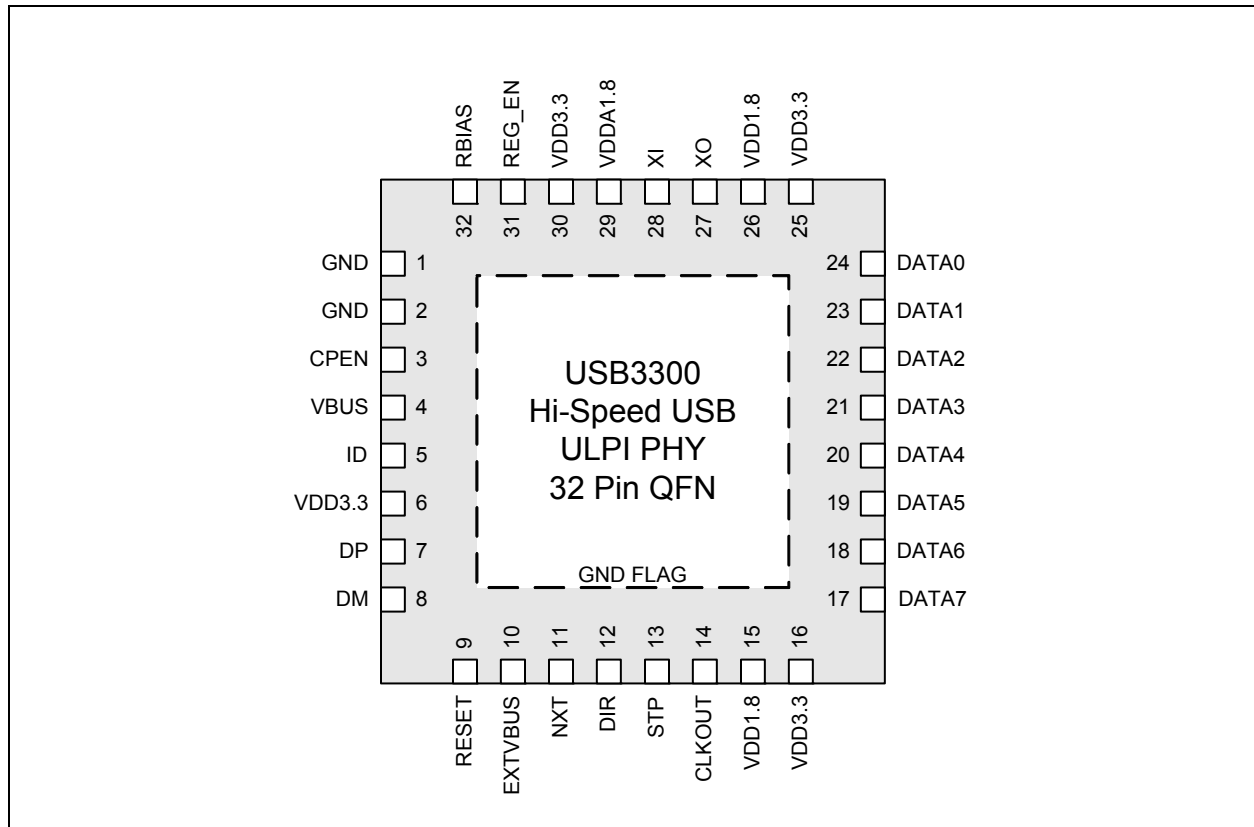 RBIAS
REG_EN
VDD3.3
VDDA1.8
XI
XO
VDD1.8
VDD3.3
32
31
30
29
28
27
26
25
GND 1
GND 2
CPEN 3
VBUS 4
ID 5
VDD3.3 6
DP 7
DM 8
USB3300
Hi-Speed USB
ULPI PHY
32 Pin QFN
GND FLAG
24 DATA0
23 DATA1
22 DATA2
21 DATA3
20 DATA4
19 DATA5
18 DATA6
17 DATA7
9
10
11
12
13
14
15
16
RESET
EXTVBUS
NXT
DIR
STP
CLKOUT
VDD1.8
VDD3.3